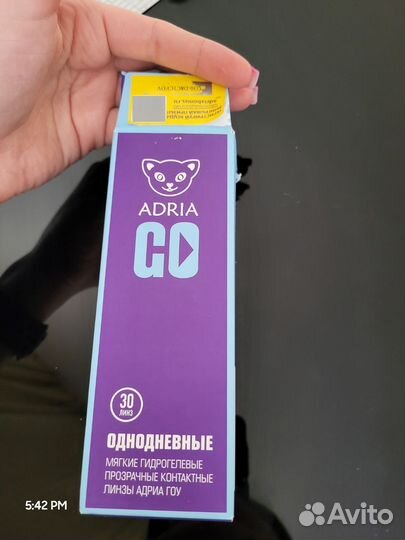 ADRIA
GO
30
ЛИНЗ
ОДНОДНЕВНЫЕ
МЯГКИЕ ГИДРОГЕЛЕВЫЕ
ПРОЗРАЧНЫЕ КОНТАКТНЫЕ
ЛИНЗЫ АДРИА ГОУ
5:42 PM
Avito